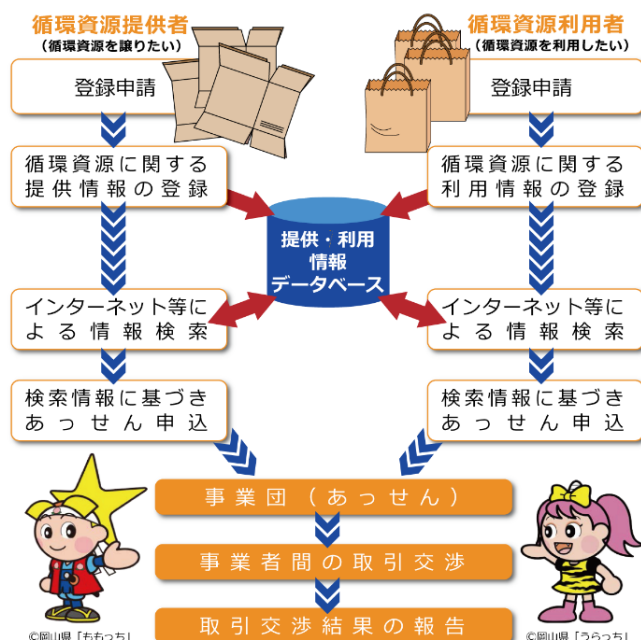 循環資源提供者
(循環資源を譲りたい)
登録申請
循環資源に関する
提供情報の登録
インターネット等に
よる情報検索
検索情報に基づき
あっせん申込
循環資源利用者
(循環資源を利用したい)
登録申請
循環資源に関する
利用情報の登録
インターネット等に
よる情報検索
検索情報に基づき
あっせん申込
提供・利用
情報
データベース
事業団(あっせん)
事業者間の取引交渉
取引交渉結果の報告
©岡山県「ももっち」
©岡山県「うらっち」